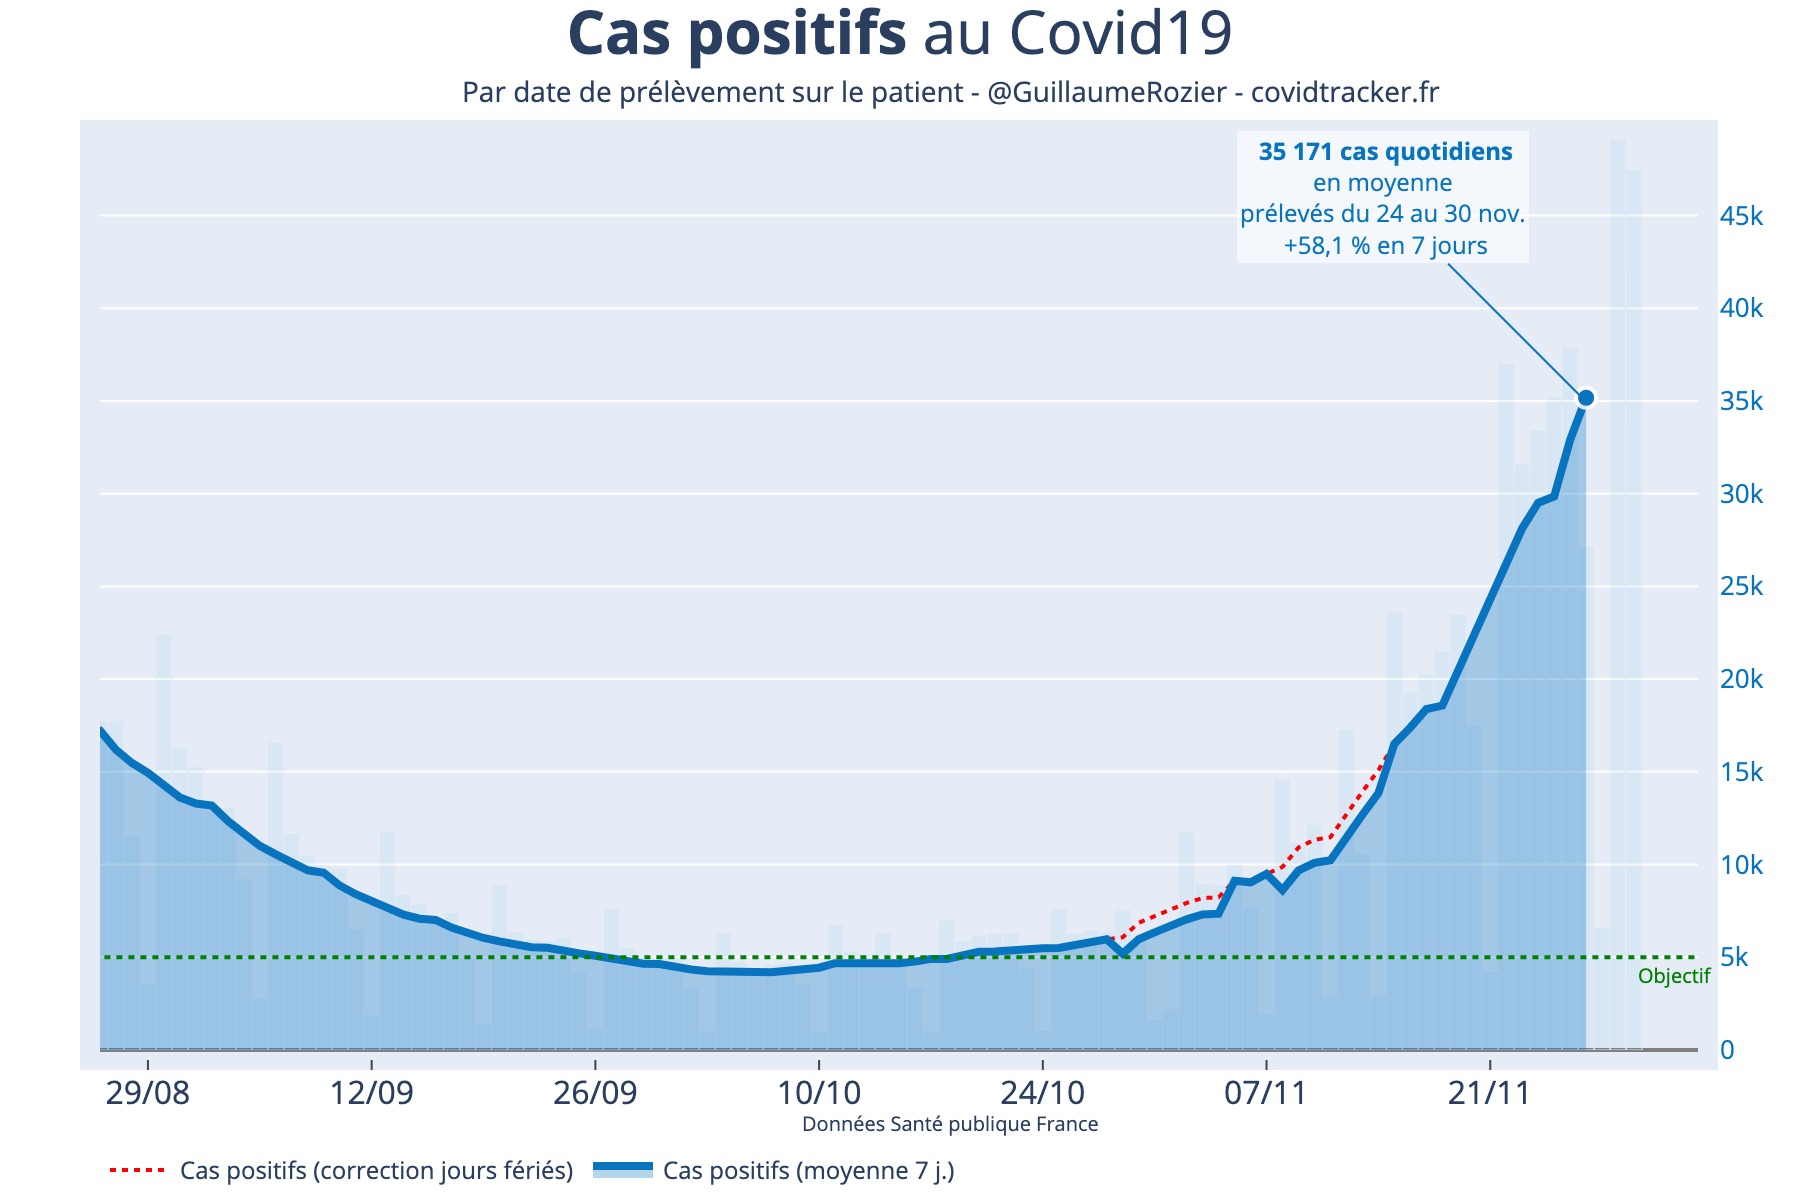 Cas positifs au Covid19
Par date de prélèvement sur le patient - @GuillaumeRozier - covidtracker.fr
35 171 cas quotidiens
en moyenne
prélevés du 24 au 30 nov.
+58,1 % en 7 jours
45k
40k
35k
30k
25k
20k
15k
10k
5k
Objectif
0
29/08 12/09 26/09 10/10 24/10 07/11 21/11
Données Santé publique France
Cas positifs (correction jours fériés) Cas positifs (moyenne 7 j.)